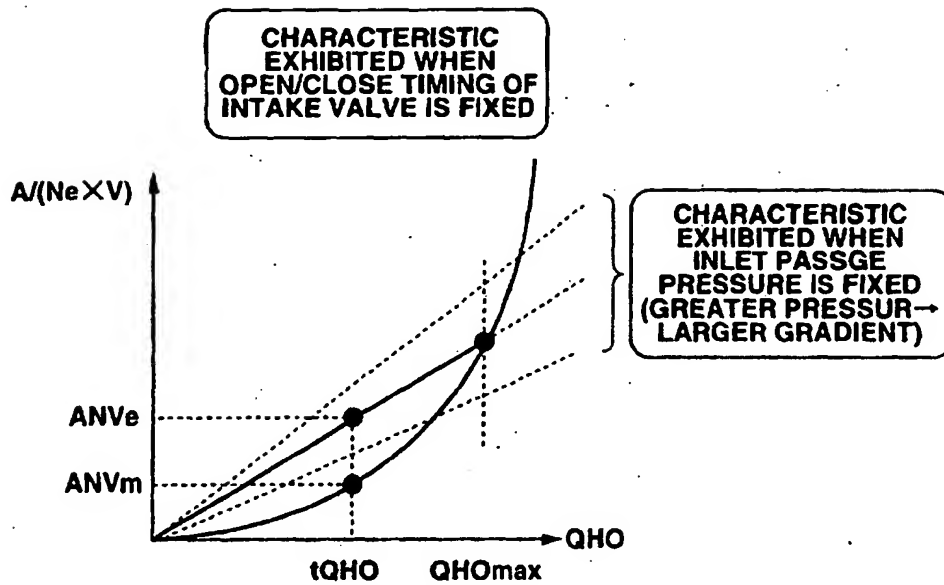 CHARACTERISTIC
EXHIBITED WHEN
OPEN/CLOSE TIMING OF
INTAKE VALVE IS FIXED
A/(Ne×V)
CHARACTERISTIC
EXHIBITED WHEN
INLET PASSGE
PRESSURE IS FIXED
(GREATER PRESSUR→
LARGER GRADIENT)
ANVe
ANVm
QHO
tQHO
QHOmax